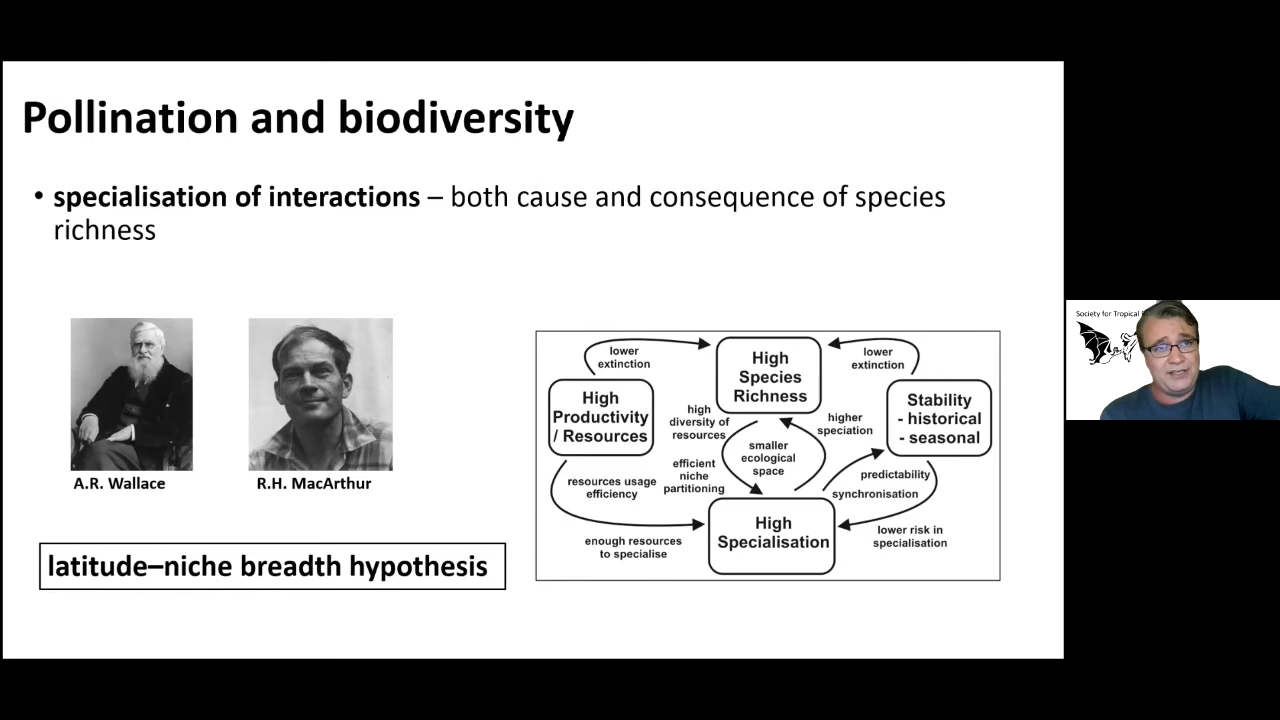 Pollination and biodiversity
• specialisation of interactions – both cause and consequence of species
richness
A.R. Wallace
R.H. MacArthur
latitude–niche breadth hypothesis
lower
extinction
High
Species
Richness
lower
extinction
High
Productivity
/ Resources
Stability
- historical
- seasonal
high
diversity of
resources
higher
speciation
smaller
ecological
space
efficient
niche
partitioning
resources usage
efficiency
predictability
synchronisation
High
Specialisation
enough resources
to specialise
lower risk in
specialisation
Society for Tropical